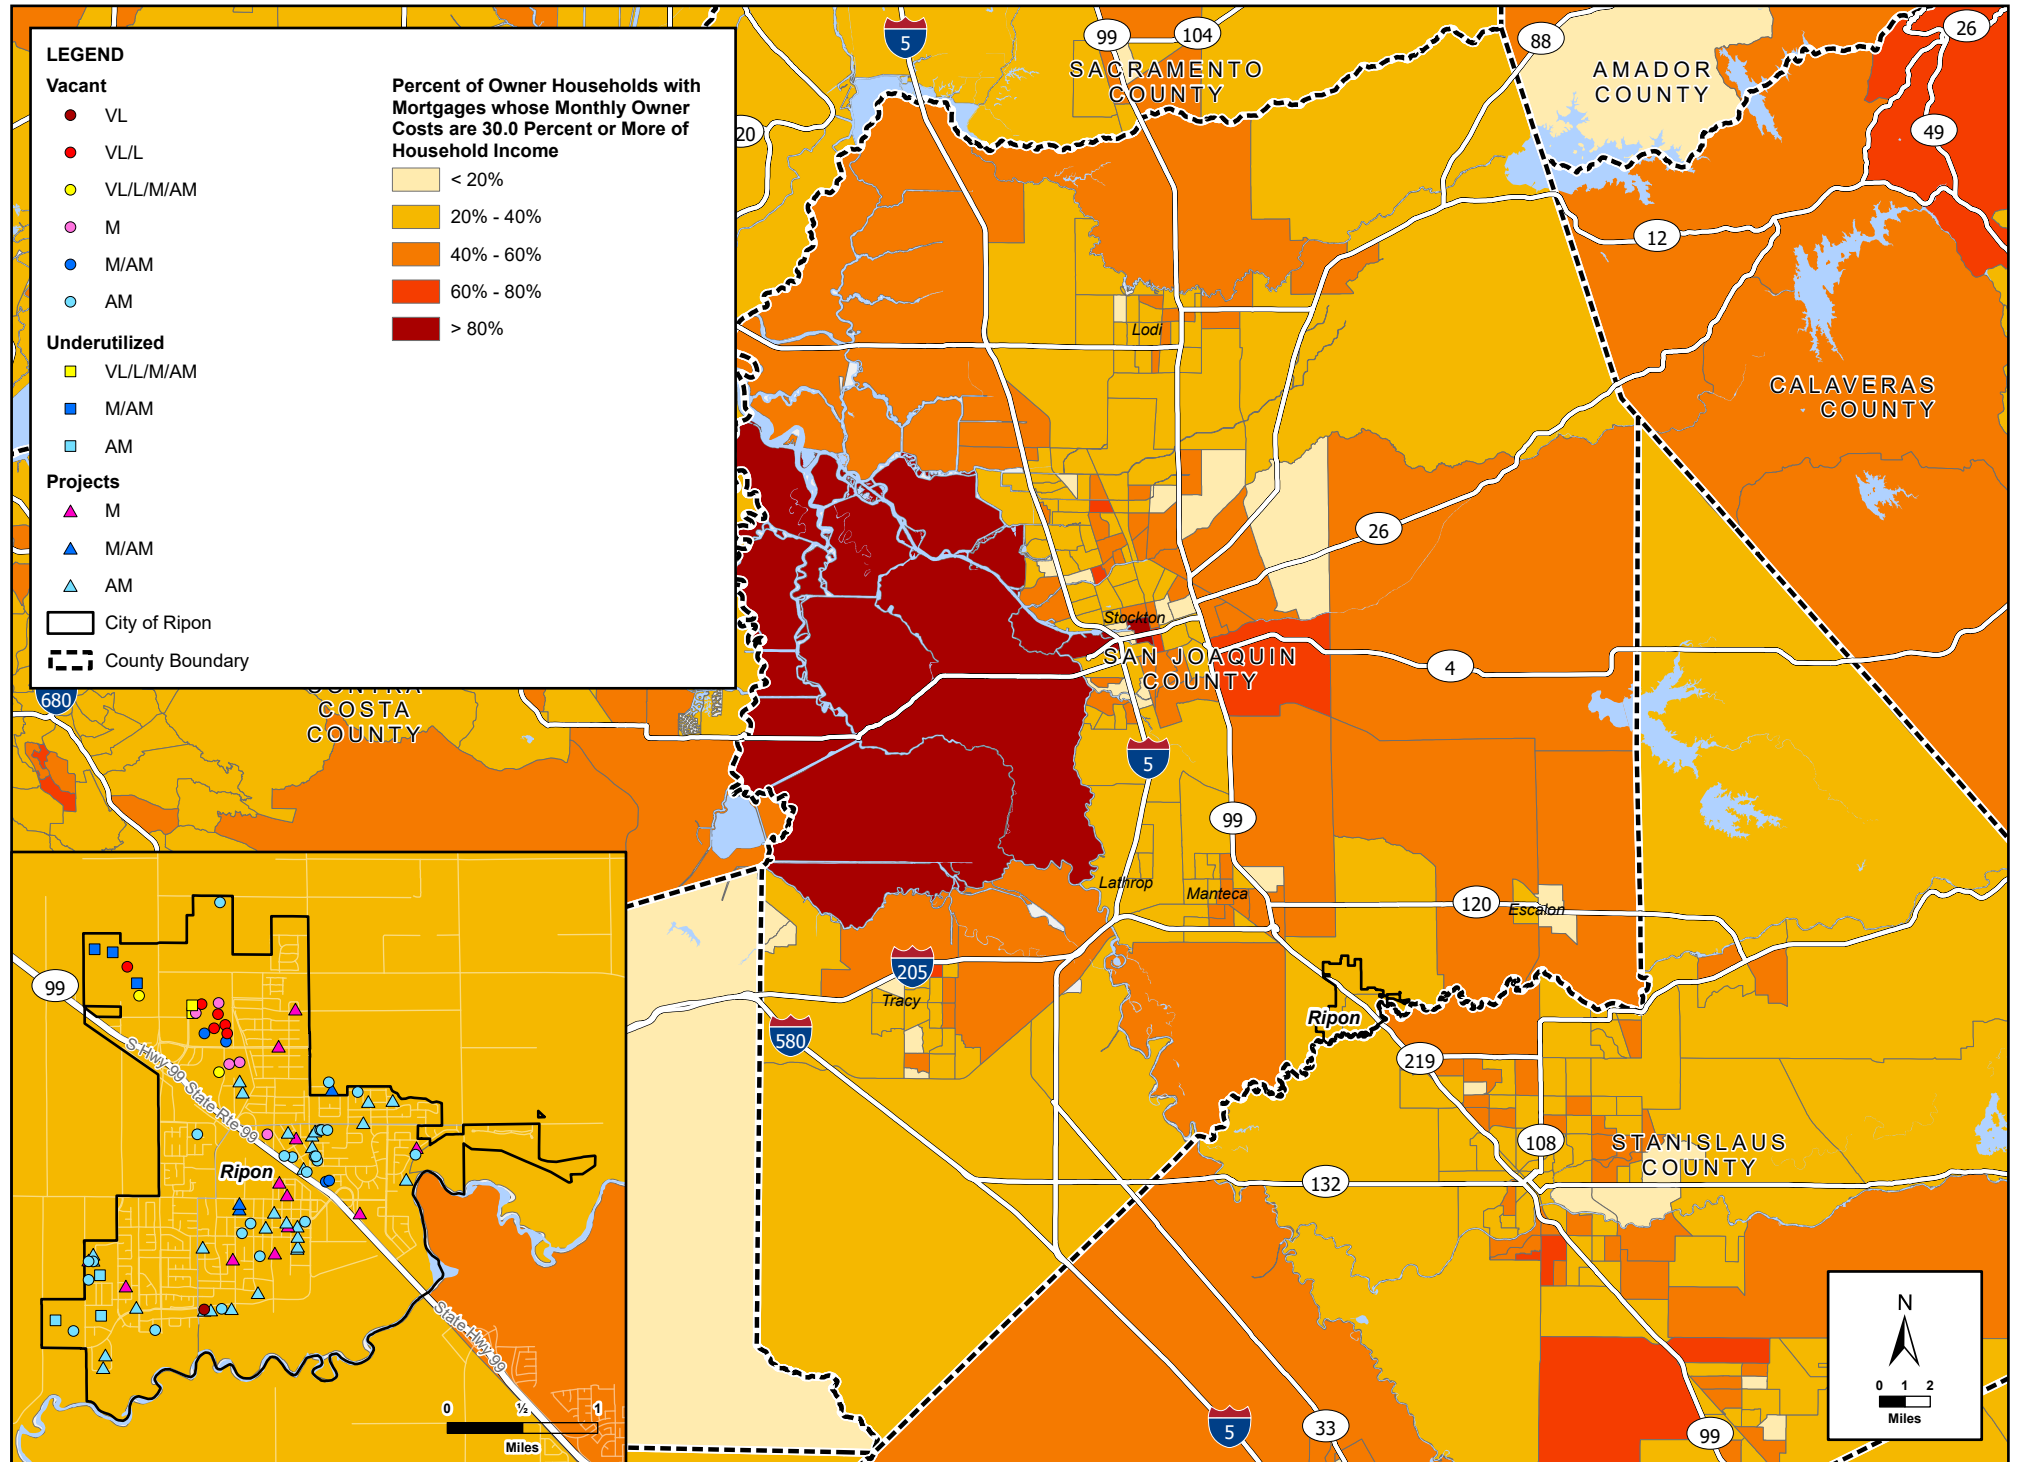 LEGEND
Vacant
VL
VL/L
VL/L/M/AM
M
M/AM
AM
Underutilized
VL/L/M/AM
M/AM
AM
Projects
M
M/AM
AM
City of Ripon
County Boundary
Percent of Owner Households with
Mortgages whose Monthly Owner
Costs are 30.0 Percent or More of
Household Income
< 20%
20% - 40%
40% - 60%
60% - 80%
> 80%
5
99
104
88
26
SACRAMENTO
COUNTY
AMADOR
COUNTY
20
49
12
Lodi
CALAVERAS
COUNTY
26
Stockton
SAN JOAQUIN
COUNTY
4
680
COSTA
COUNTY
5
99
Lathrop
Manteca
120
Escalon
205
Tracy
580
Ripon
219
108
STANISLAUS
COUNTY
132
5
33
99
99
S Hwy 99 State Rte 99
Ripon
State Hwy 99
0 ½ 1
Miles
N
0 1 2
Miles